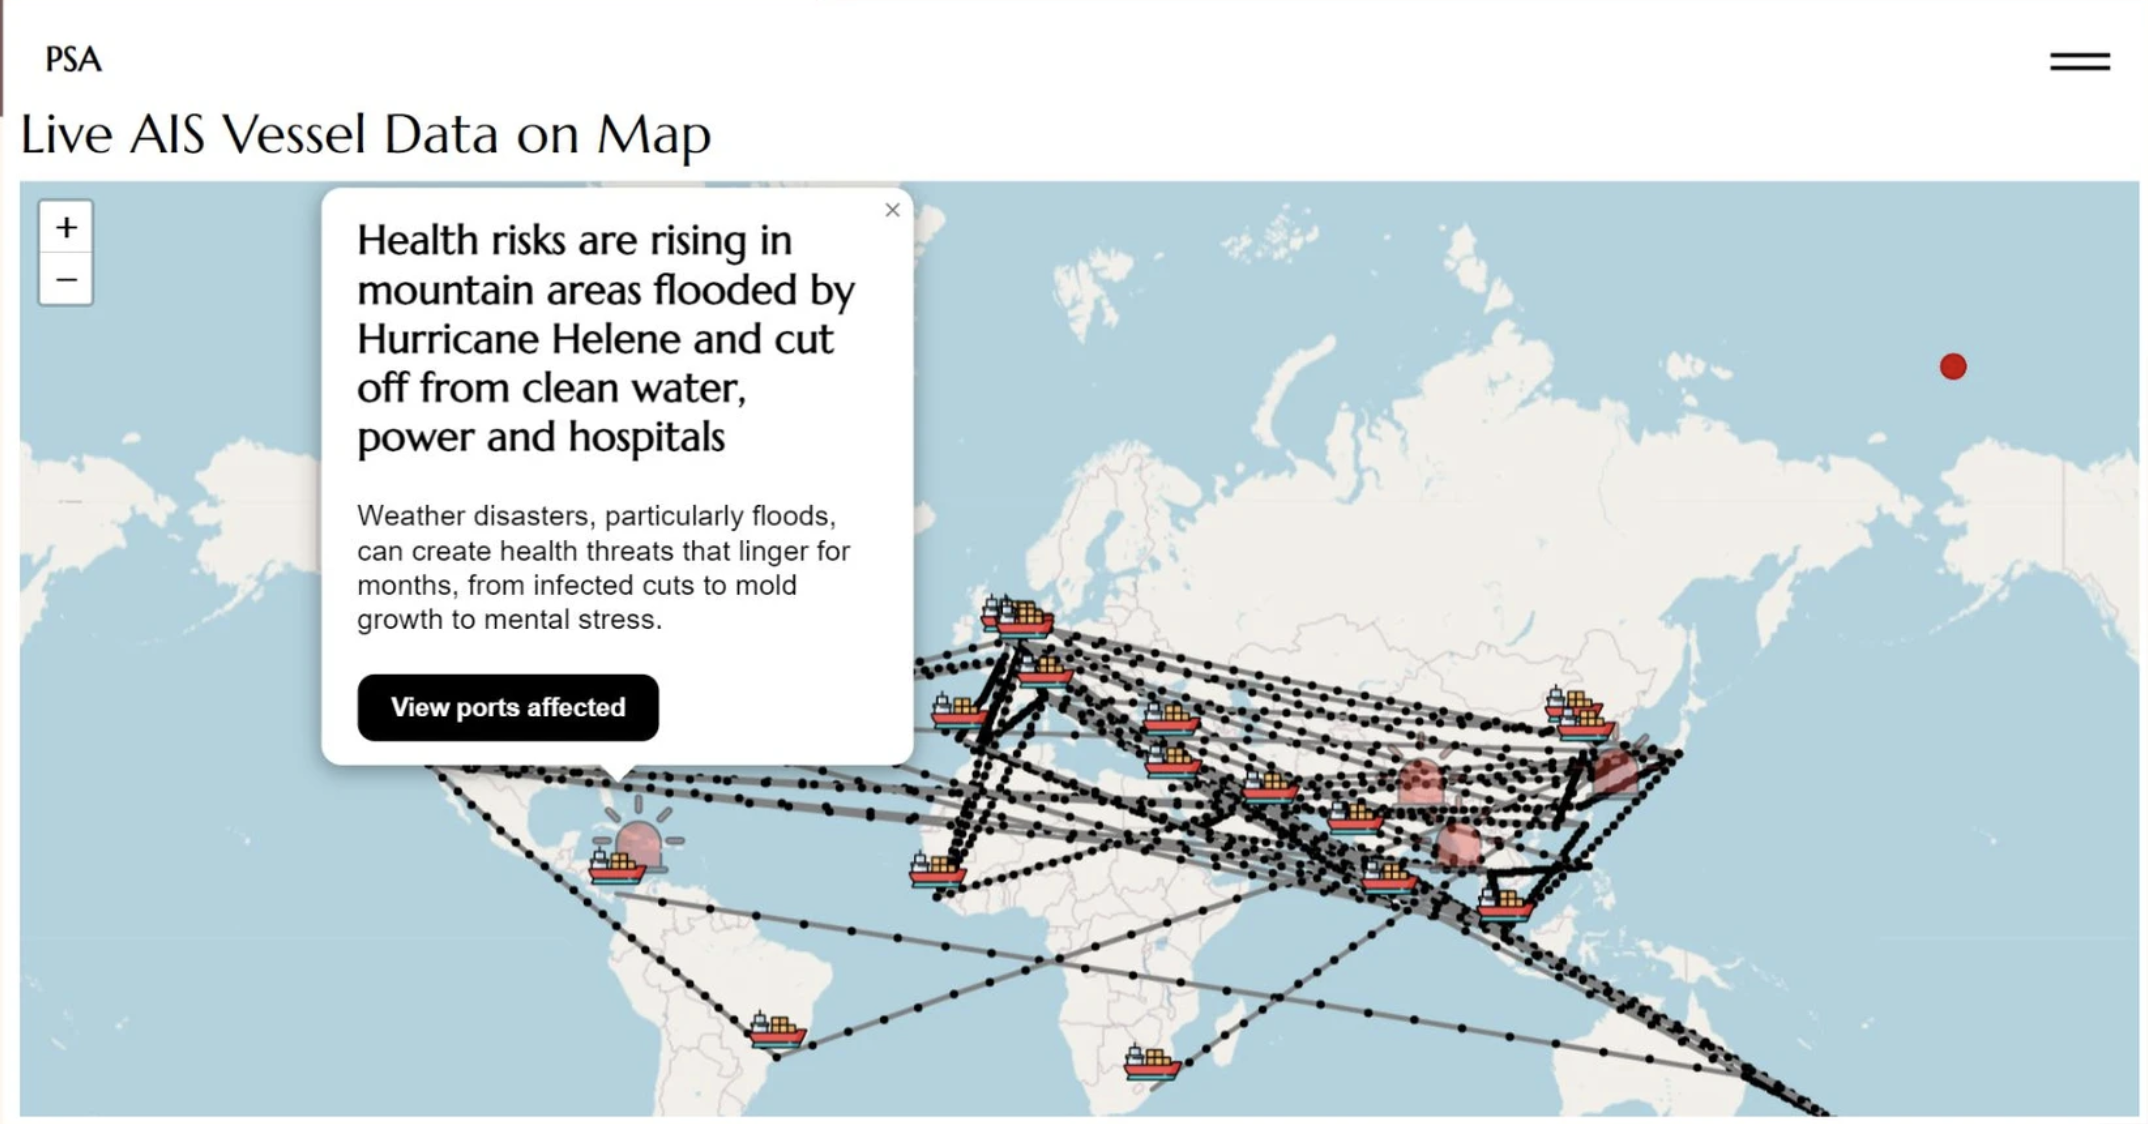 PSA
Live AIS Vessel Data on Map
+
−
×
Health risks are rising in
mountain areas flooded by
Hurricane Helene and cut
off from clean water,
power and hospitals
Weather disasters, particularly floods,
can create health threats that linger for
months, from infected cuts to mold
growth to mental stress.
View ports affected